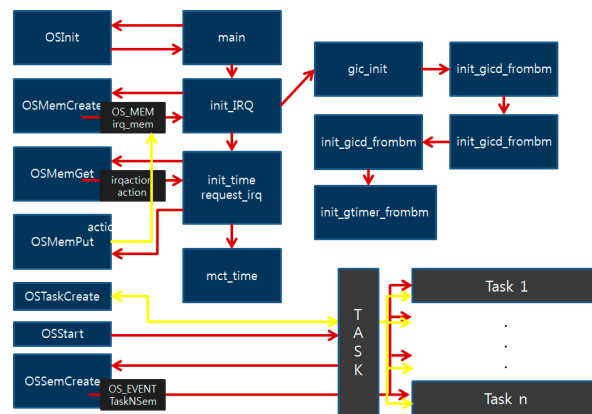 OSInit
main
gic_init
init_gicd_frombm
OSMemCreate
OS_MEM
irq_mem
init_IRQ
init_gicd_frombm
init_gicd_frombm
OSMemGet
irqaction
action
init_time
request_irq
init_gtimer_frombm
OSMemPut
actio
mct_time
OSTaskCreate
OSStart
OSSemCreate
OS_EVENT
TaskNSem
T
A
S
K
Task 1
.
.
.
.
Task n